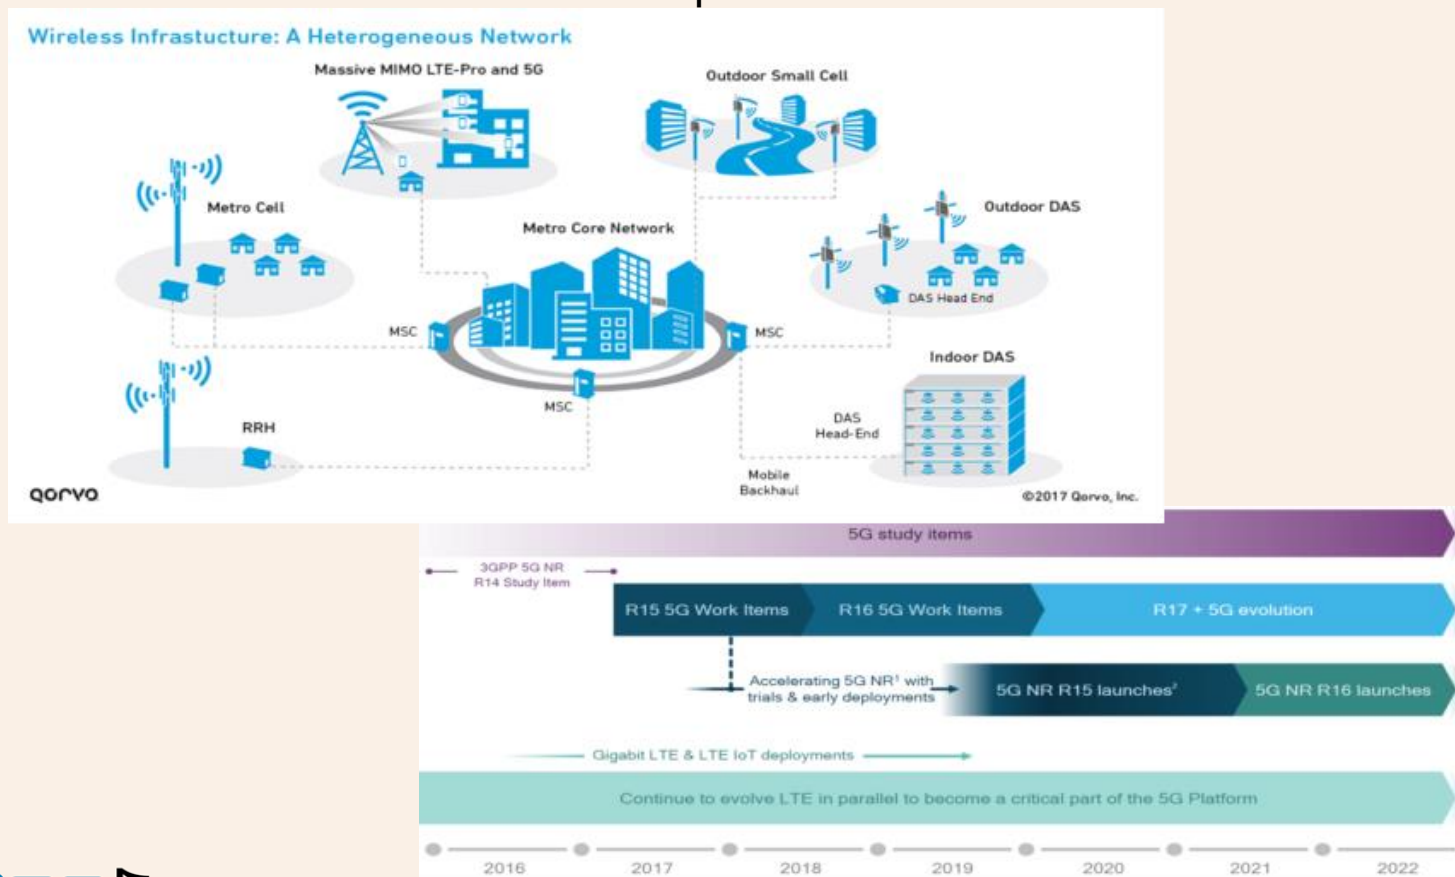 Wireless Infrastucture: A Heterogeneous Network
Massive MIMO LTE-Pro and 5G
Outdoor Small Cell
Metro Cell
Outdoor DAS
Metro Core Network
DAS Head End
MSC
MSC
Indoor DAS
MSC
DAS
Head-End
RRH
Mobile
Backhaul
QORVO
©2017 Qorvo, Inc.
5G study items
3GPP 5G NR
R14 Study Item
R15 5G Work Items
R16 5G Work Items
R17 + 5G evolution
Accelerating 5G NR¹ with
trials & early deployments
5G NR R15 launches²
5G NR R16 launches
Gigabit LTE & LTE IoT deployments
Continue to evolve LTE in parallel to become a critical part of the 5G Platform
2016 2017 2018 2019 2020 2021 2022